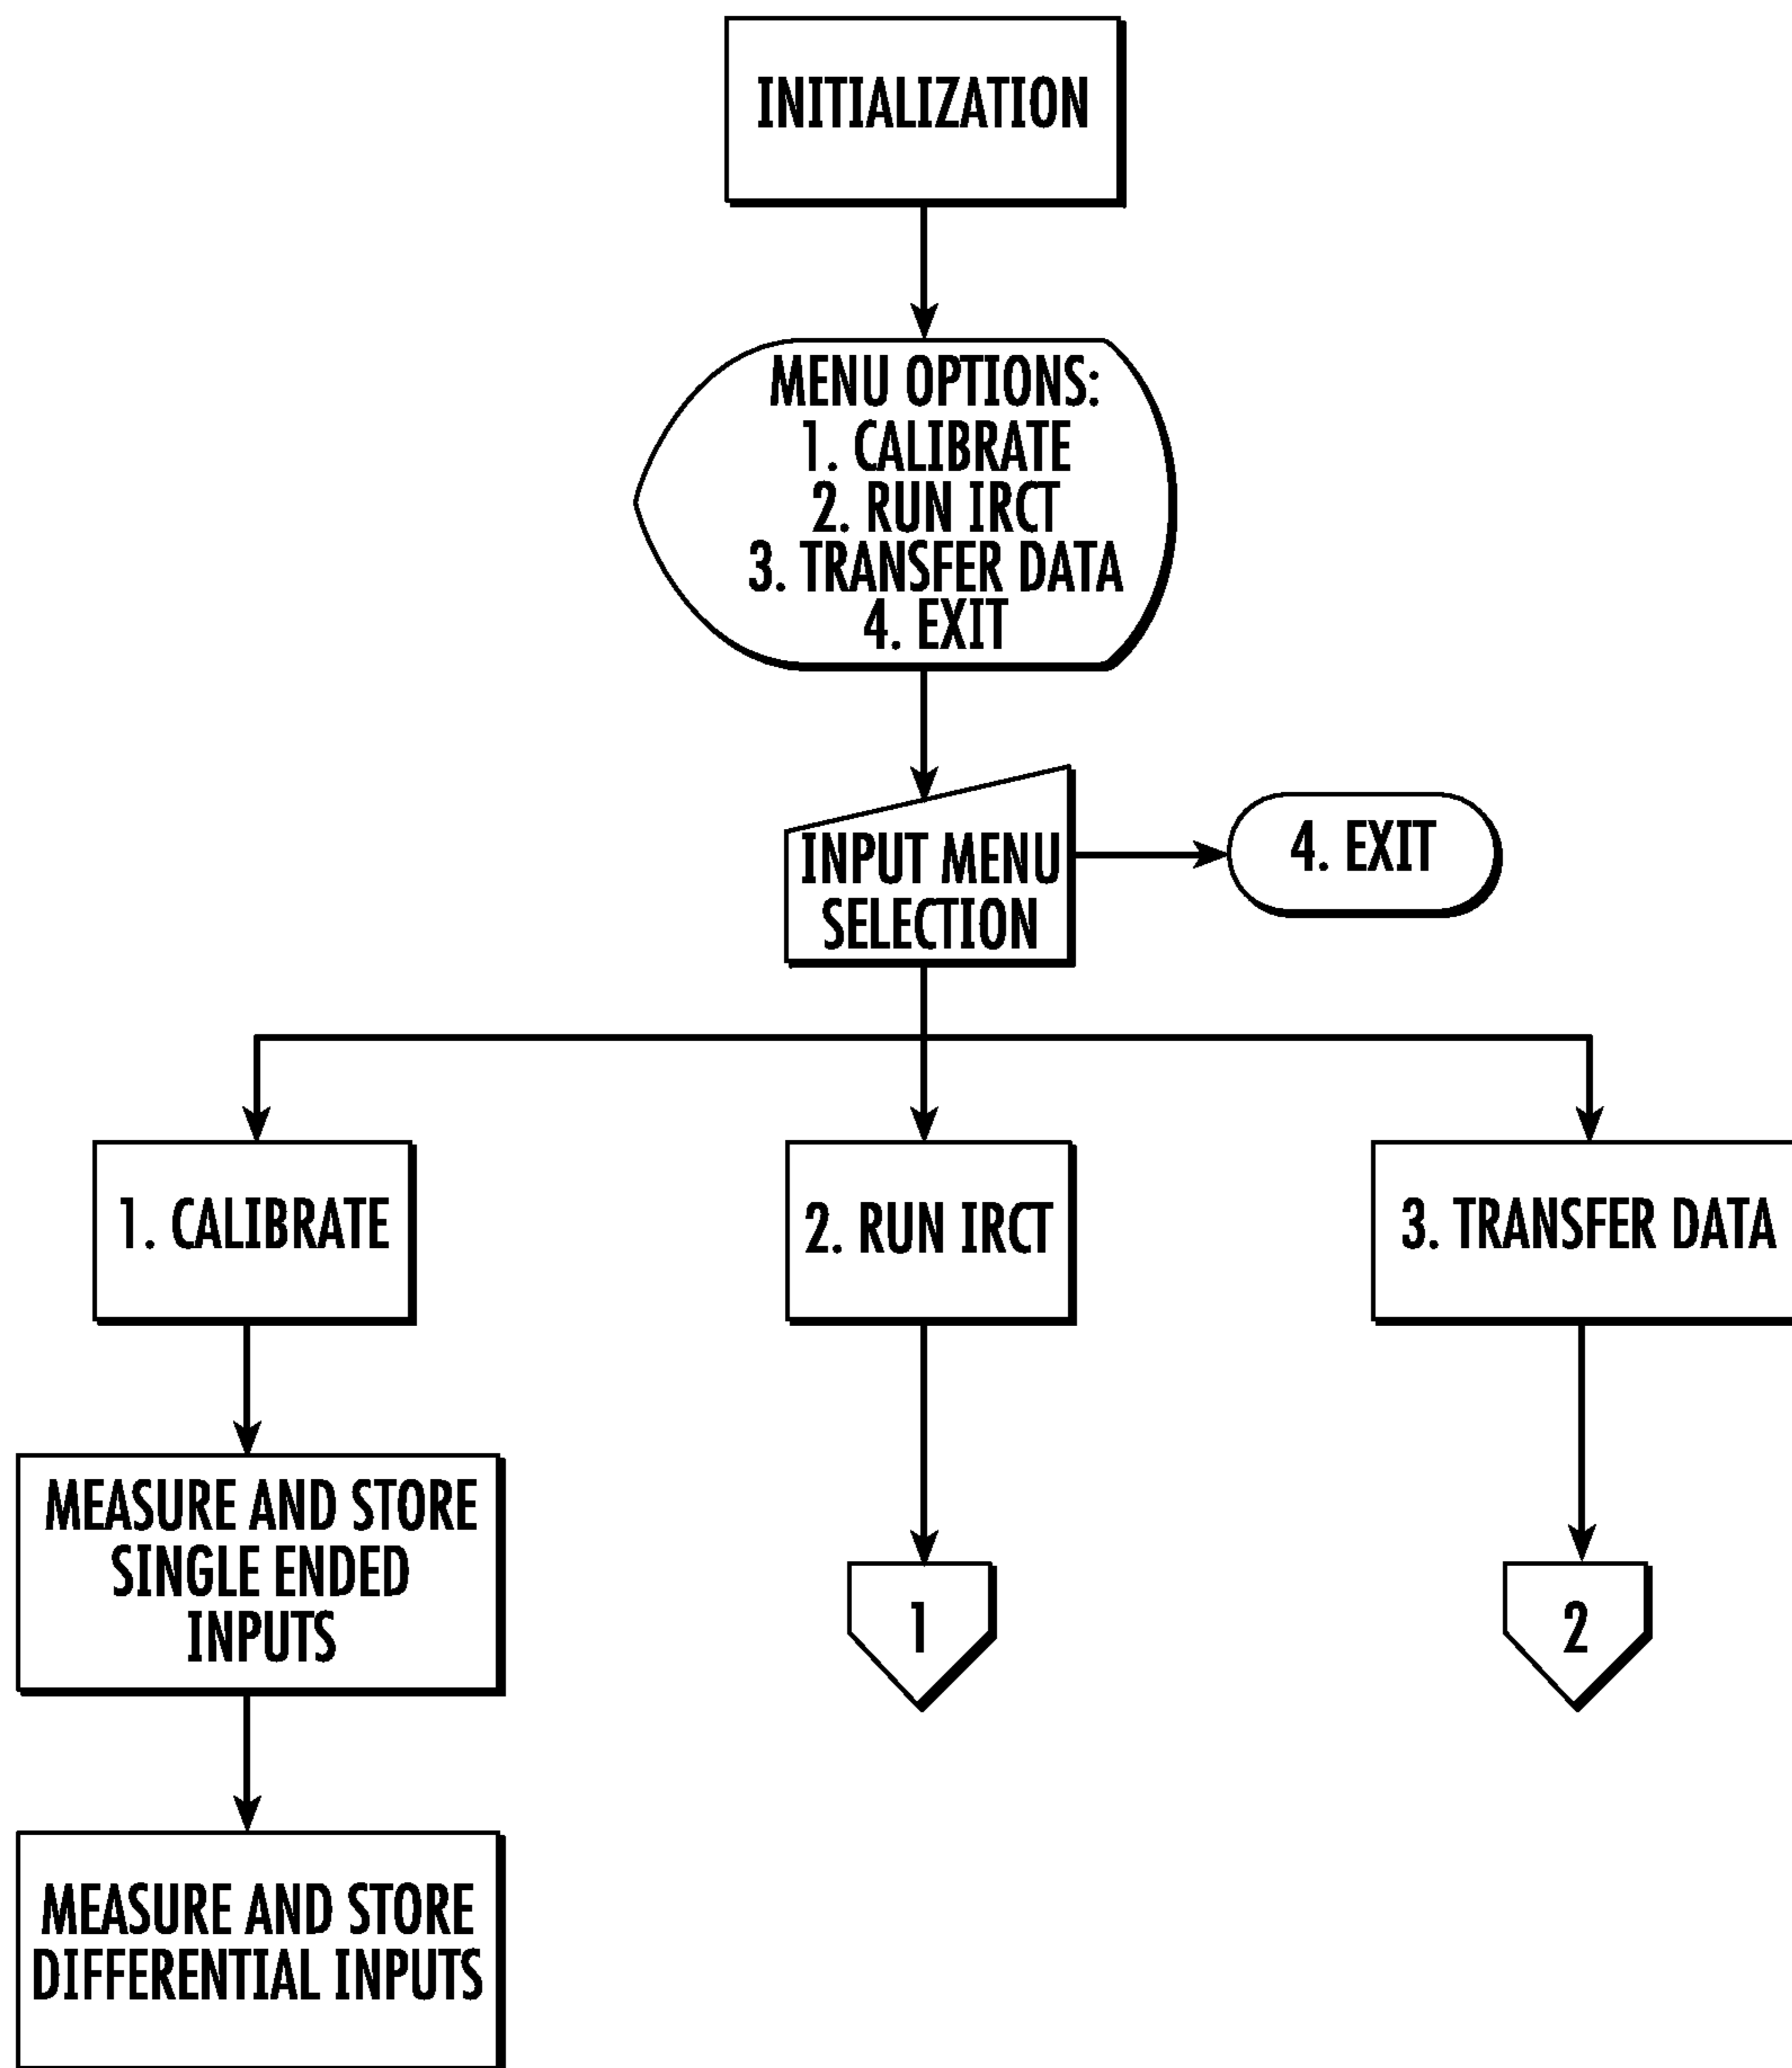 INITIALIZATION
MENU OPTIONS:
1. CALIBRATE
2. RUN IRCT
3. TRANSFER DATA
4. EXIT
INPUT MENU
SELECTION
4. EXIT
1. CALIBRATE
2. RUN IRCT
3. TRANSFER DATA
MEASURE AND STORE
SINGLE ENDED
INPUTS
1
2
MEASURE AND STORE
DIFFERENTIAL INPUTS